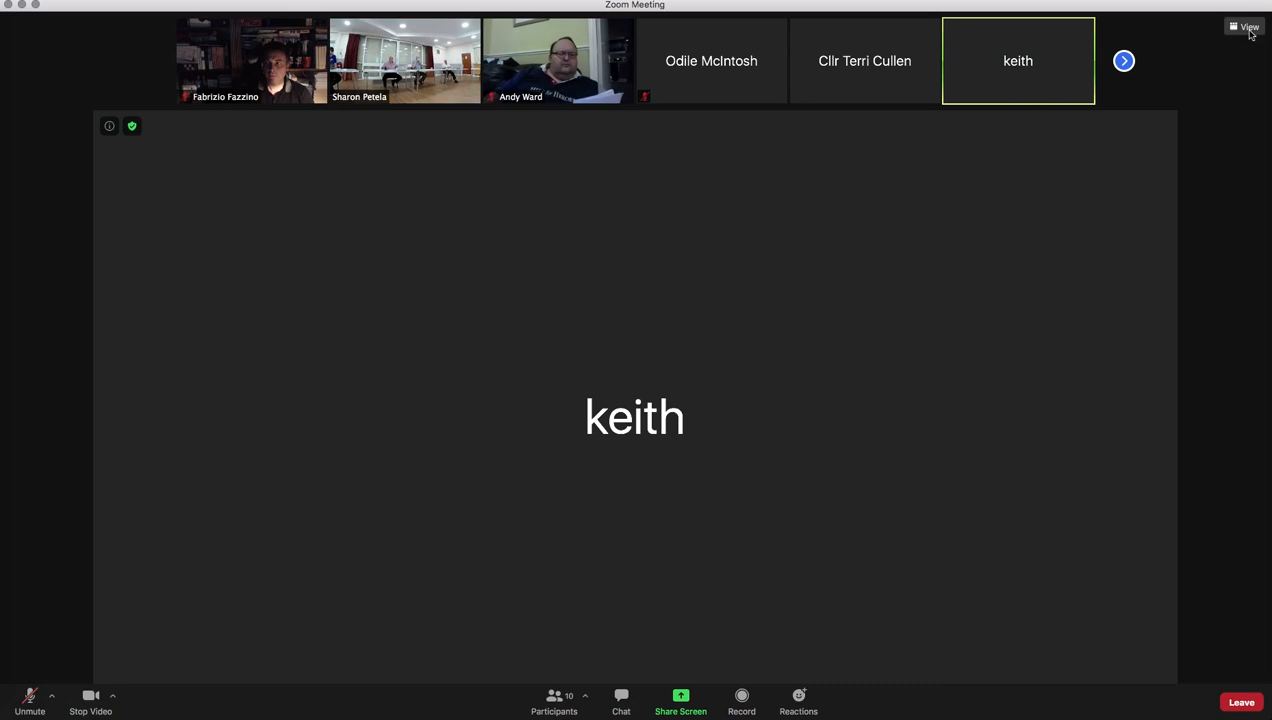 Zoom Meeting
View
Fabrizio Fazzino
Sharon Petela
Andy Ward
Odile McIntosh
Cllr Terri Cullen
keith
keith
Unmute
Stop Video
10
Participants
Chat
Share Screen
Record
Reactions
Leave